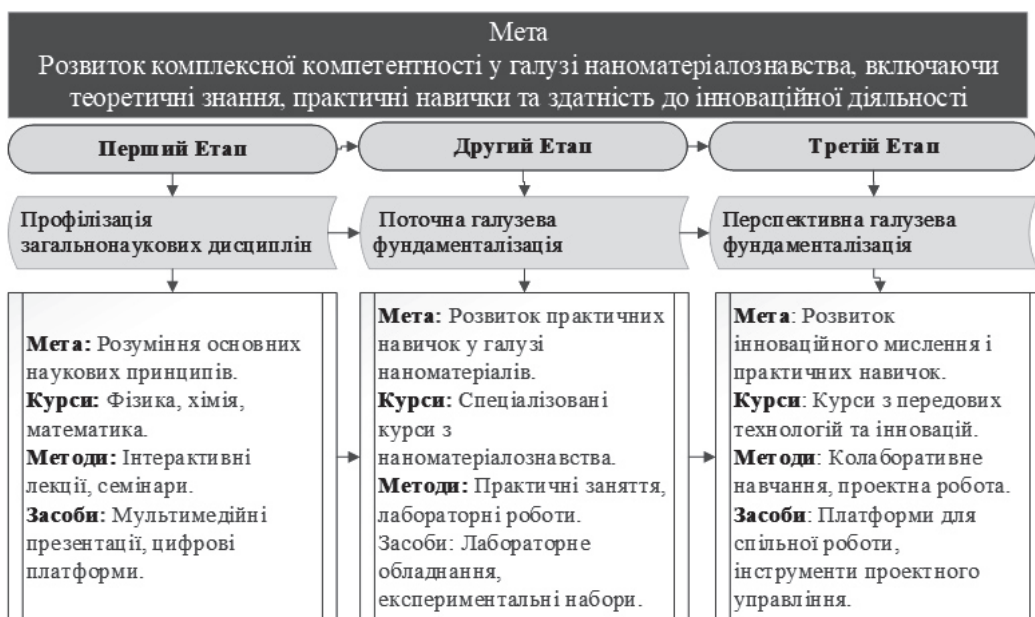 Мета
Розвиток комплексної компетентності у галузі наноматеріалознавства, включаючи
теоретичні знання, практичні навички та здатність до інноваційної діяльності
Перший Етап
Другий Етап
Третій Етап
Профілізація
загальнонаукових дисциплін
Поточна галузева
фундаменталізація
Перспективна галузева
фундаменталізація
Мета: Розуміння основних
наукових принципів.
Курси: Фізика, хімія,
математика.
Методи: Інтерактивні
лекції, семінари.
Засоби: Мультимедійні
презентації, цифрові
платформи.
Мета: Розвиток практичних
навичок у галузі
наноматеріалів.
Курси: Спеціалізовані
курси з
наноматеріалознавства.
Методи: Практичні заняття,
лабораторні роботи.
Засоби: Лабораторне
обладнання,
експериментальні набори.
Мета: Розвиток
інноваційного мислення і
практичних навичок.
Курси: Курси з передових
технологій та інновацій.
Методи: Колаборативне
навчання, проектна робота.
Засоби: Платформи для
спільної роботи,
інструменти проектного
управління.